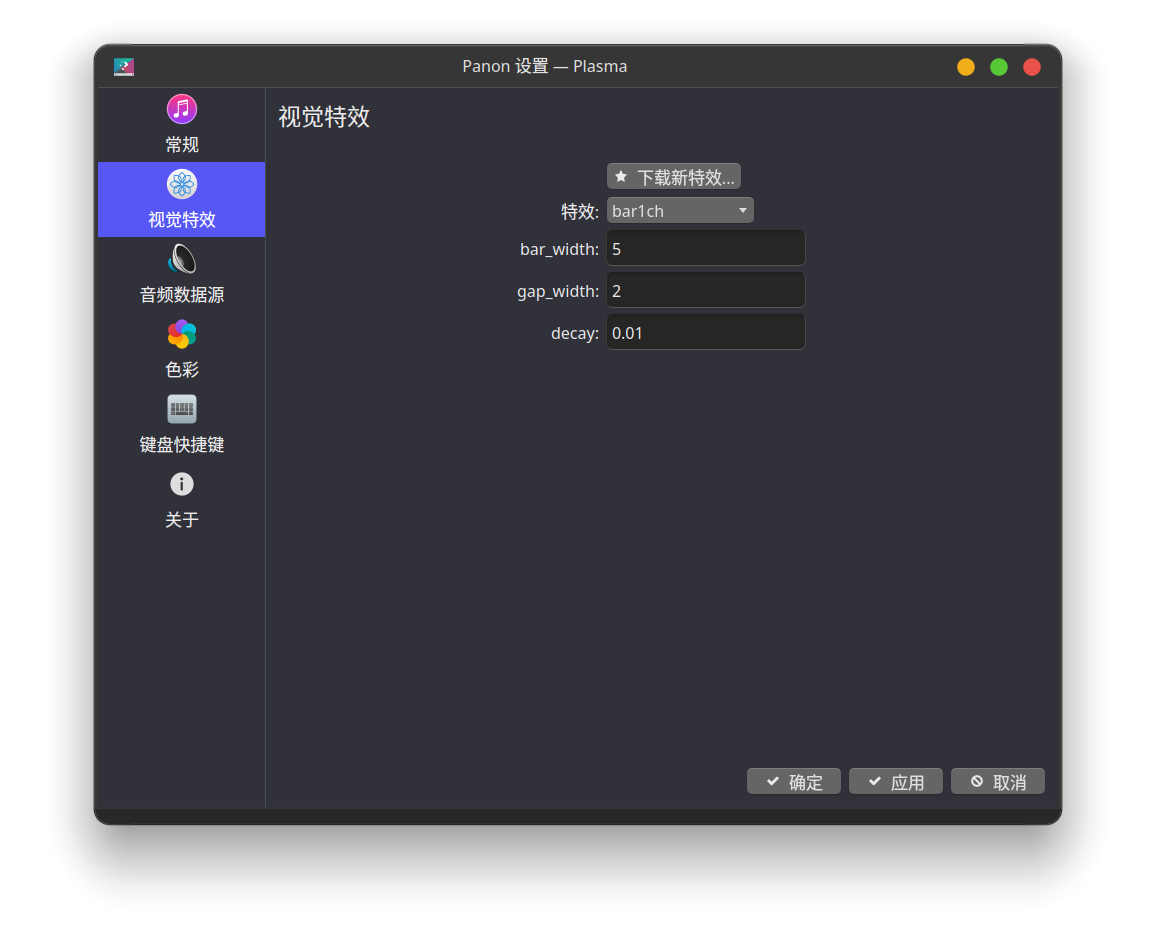 Panon 设置 — Plasma
常规
视觉特效
音频数据源
色彩
键盘快捷键
关于
视觉特效
下载新特效...
特效: bar1ch
bar_width: 5
gap_width: 2
decay: 0.01
确定 应用 取消